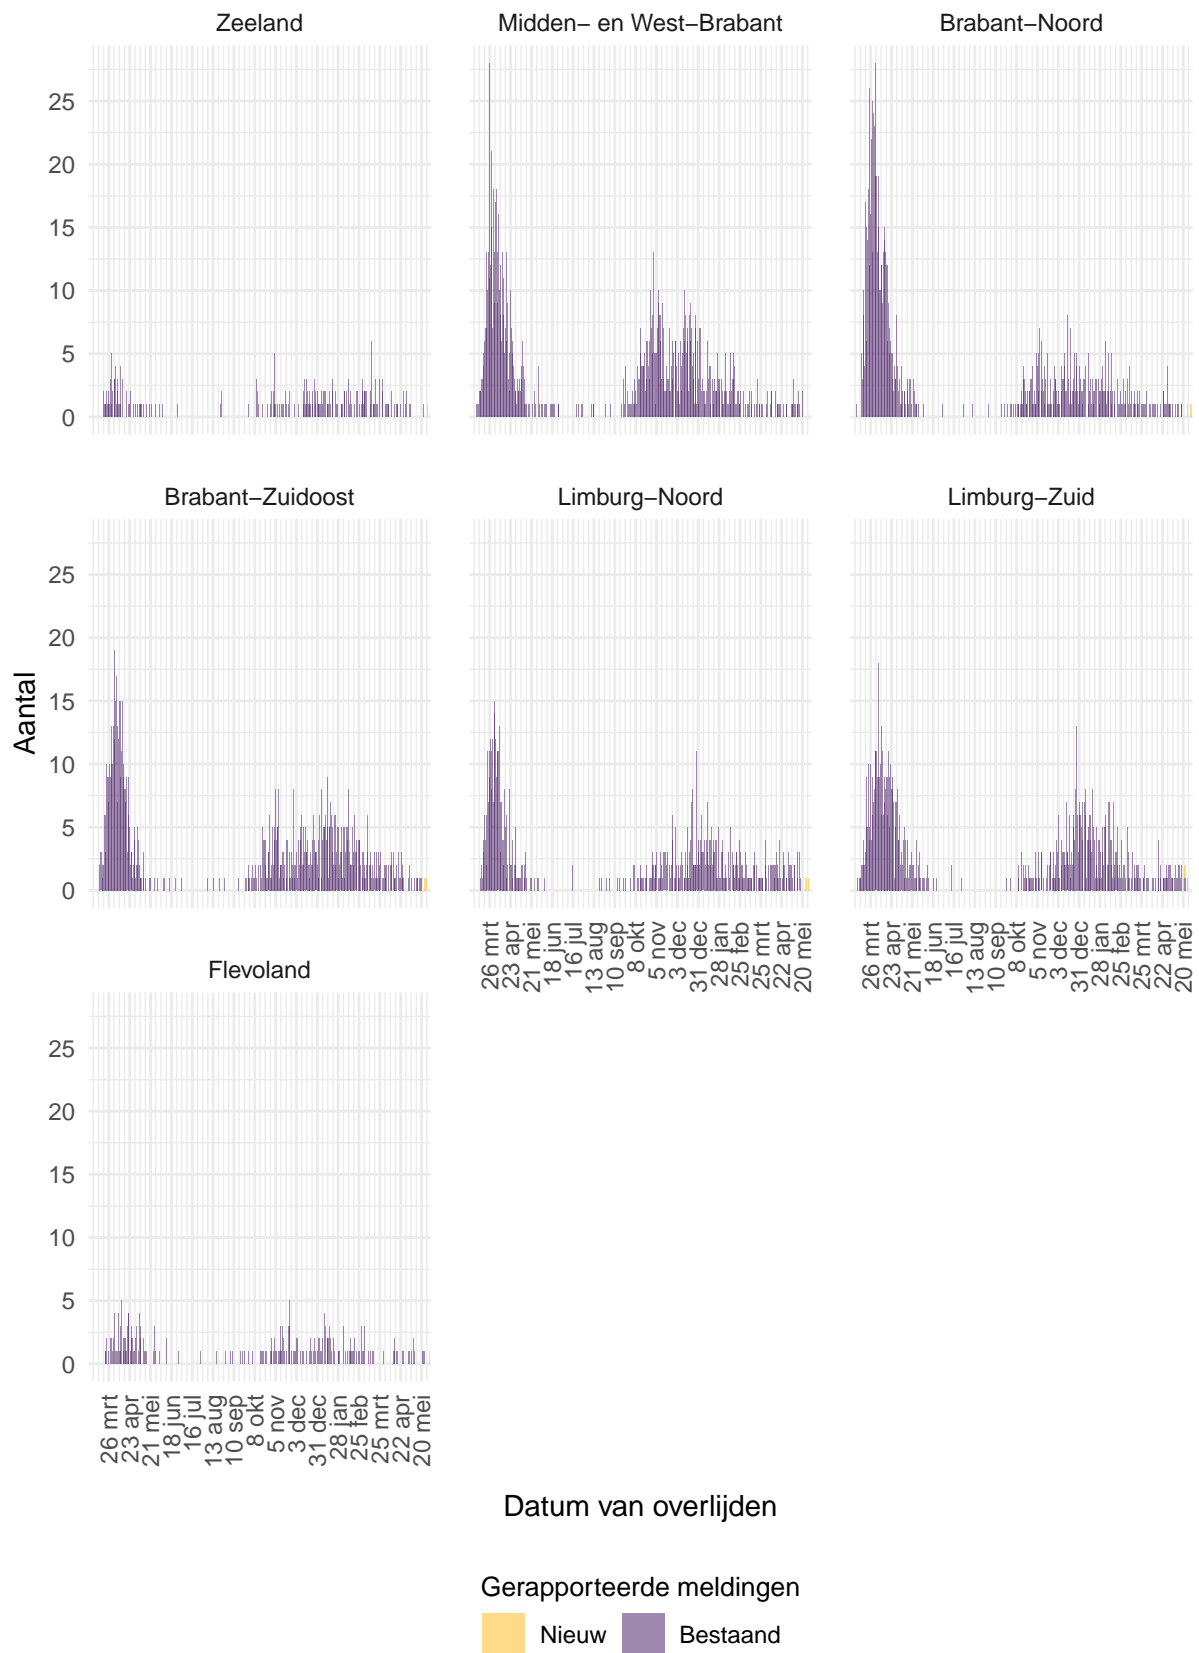 Zeeland
Midden− en West−Brabant
Brabant−Noord
25
20
15
10
5
0
Brabant−Zuidoost
Limburg−Noord
Limburg−Zuid
25
20
15
10
5
0
Aantal
26 mrt
23 apr
21 mei
18 jun
16 jul
13 aug
10 sep
8 okt
5 nov
3 dec
31 dec
28 jan
25 feb
25 mrt
22 apr
20 mei
26 mrt
23 apr
21 mei
18 jun
16 jul
13 aug
10 sep
8 okt
5 nov
3 dec
31 dec
28 jan
25 feb
25 mrt
22 apr
20 mei
Flevoland
25
20
15
10
5
0
26 mrt
23 apr
21 mei
18 jun
16 jul
13 aug
10 sep
8 okt
5 nov
3 dec
31 dec
28 jan
25 feb
25 mrt
22 apr
20 mei
Datum van overlijden
Gerapporteerde meldingen
Nieuw
Bestaand